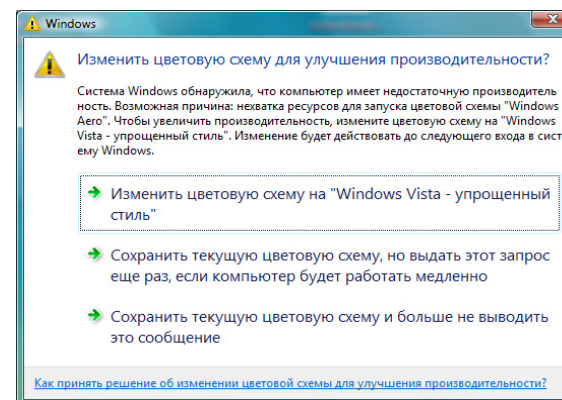 Windows
Изменить цветовую схему для улучшения производительности?
Система Windows обнаружила, что компьютер имеет недостаточную производитель
ность. Возможная причина: нехватка ресурсов для запуска цветовой схемы "Windows
Aero". Чтобы увеличить производительность, измените цветовую схему на "Windows
Vista - упрощенный стиль". Изменение будет действовать до следующего входа в сист
ему Windows.
Изменить цветовую схему на "Windows Vista - упрощенный
стиль"
Сохранить текущую цветовую схему, но выдать этот запрос
еще раз, если компьютер будет работать медленно
Сохранить текущую цветовую схему и больше не выводить
это сообщение
Как принять решение об изменении цветовой схемы для улучшения производительности?